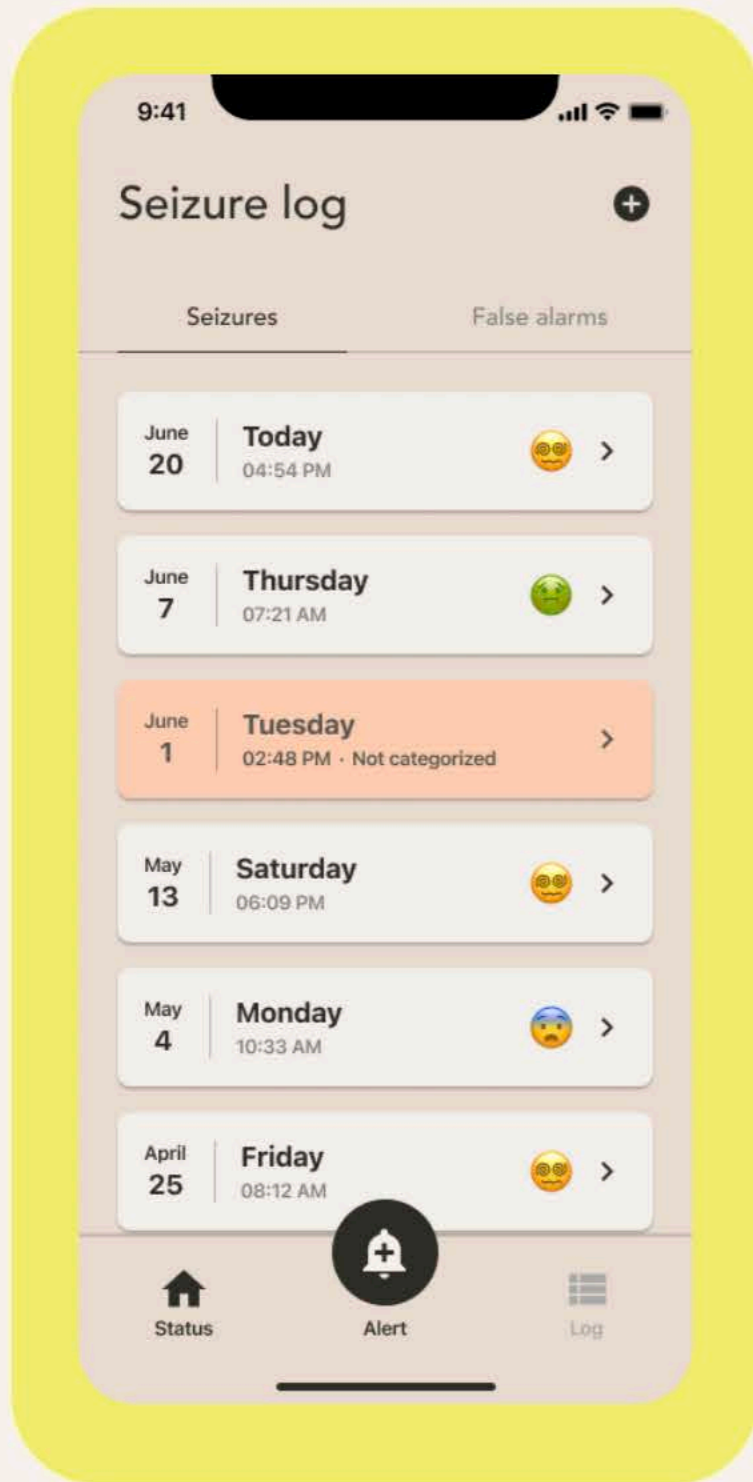 9:41
Seizure log
Seizures False alarms
June
20
Today
04:54 PM
June
7
Thursday
07:21 AM
June
1
Tuesday
02:48 PM · Not categorized
May
13
Saturday
06:09 PM
May
4
Monday
10:33 AM
April
25
Friday
08:12 AM
Status Alert Log